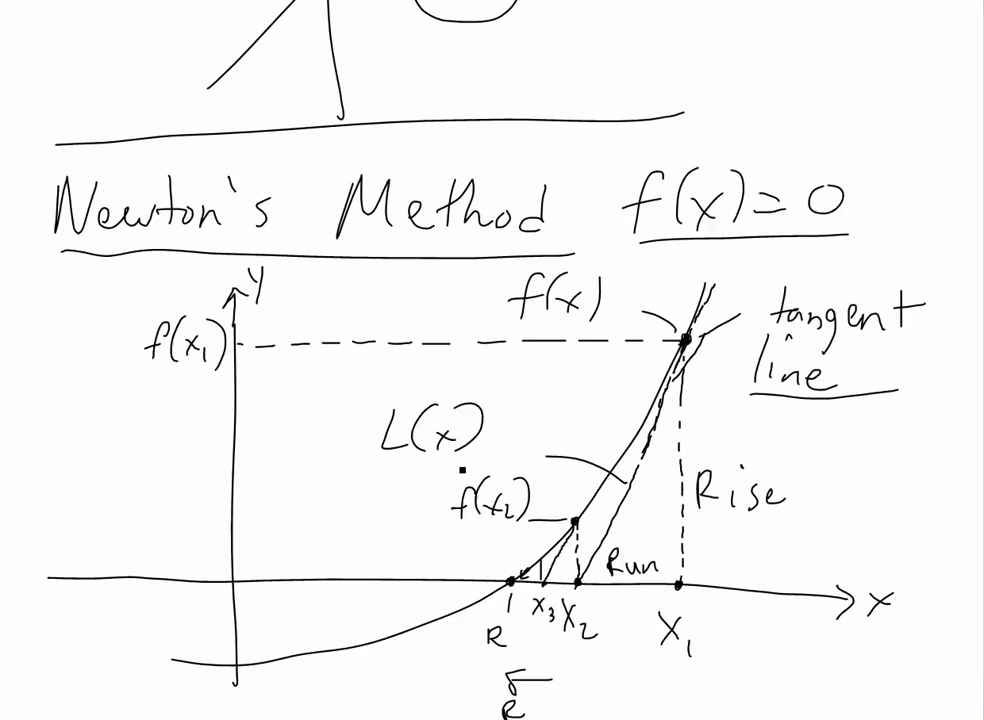 Newton's Method f(x)=0
y
f(x)
f(x₁)
tangent
line
L(x)
f(x₂)
Rise
Run
x
x₃ x₂ x₁
R
R